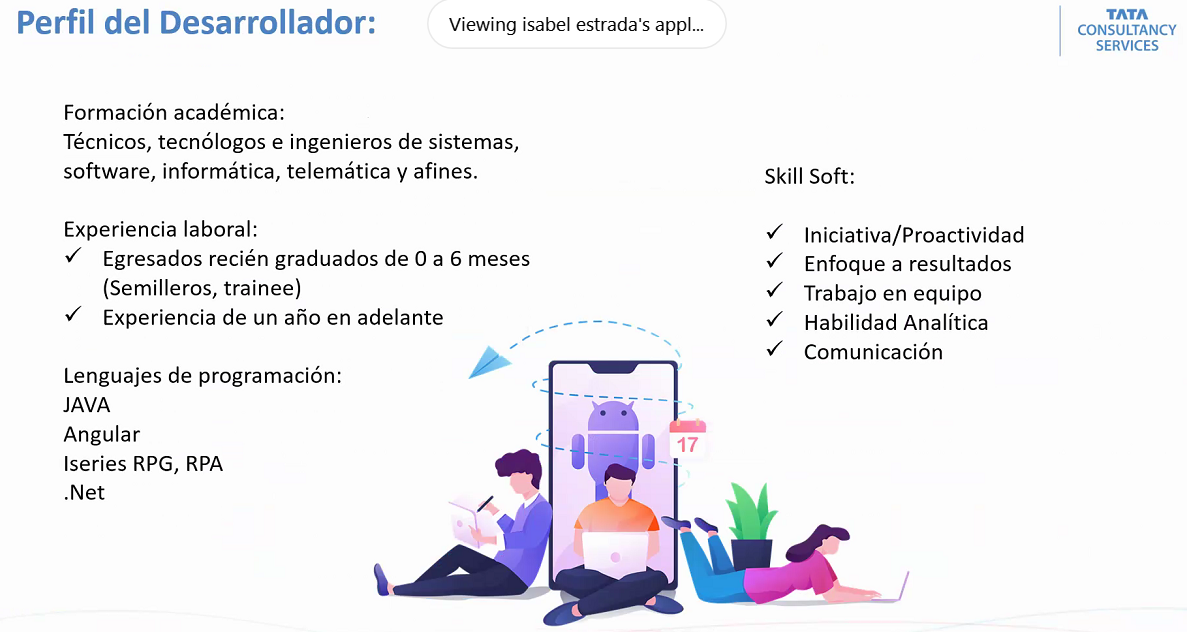 Perfil del Desarrollador:
Viewing isabel estrada's appl...
TATA
CONSULTANCY
SERVICES
Formación académica:
Técnicos, tecnólogos e ingenieros de sistemas,
software, informática, telemática y afines.
Experiencia laboral:
✓ Egresados recién graduados de 0 a 6 meses
(Semilleros, trainee)
✓ Experiencia de un año en adelante
Lenguajes de programación:
JAVA
Angular
Iseries RPG, RPA
.Net
Skill Soft:
✓ Iniciativa/Proactividad
✓ Enfoque a resultados
✓ Trabajo en equipo
✓ Habilidad Analítica
✓ Comunicación
17